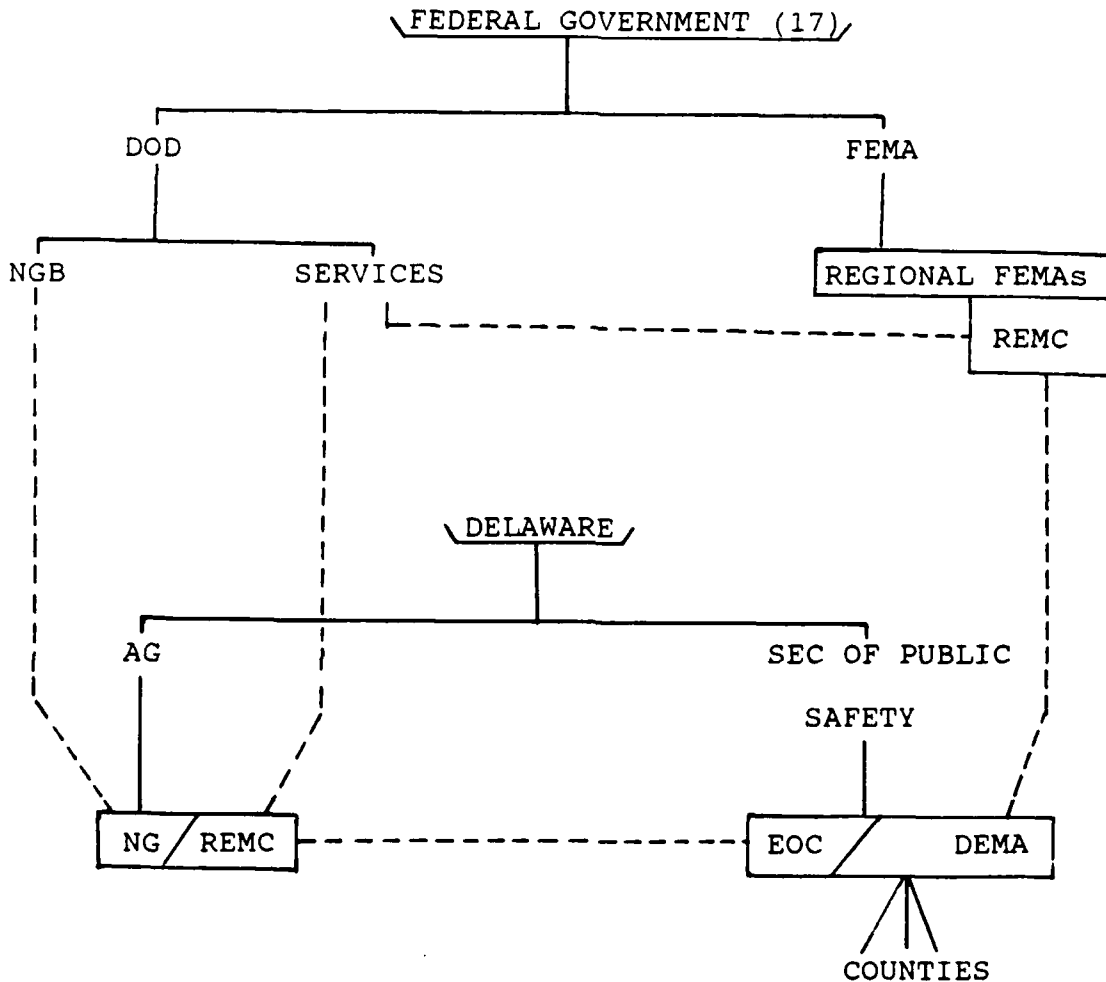 FEDERAL GOVERNMENT (17)
DOD
FEMA
NGB
SERVICES
REGIONAL FEMAs
REMC
DELAWARE
AG
SEC OF PUBLIC
SAFETY
NG / REMC
EOC / DEMA
COUNTIES